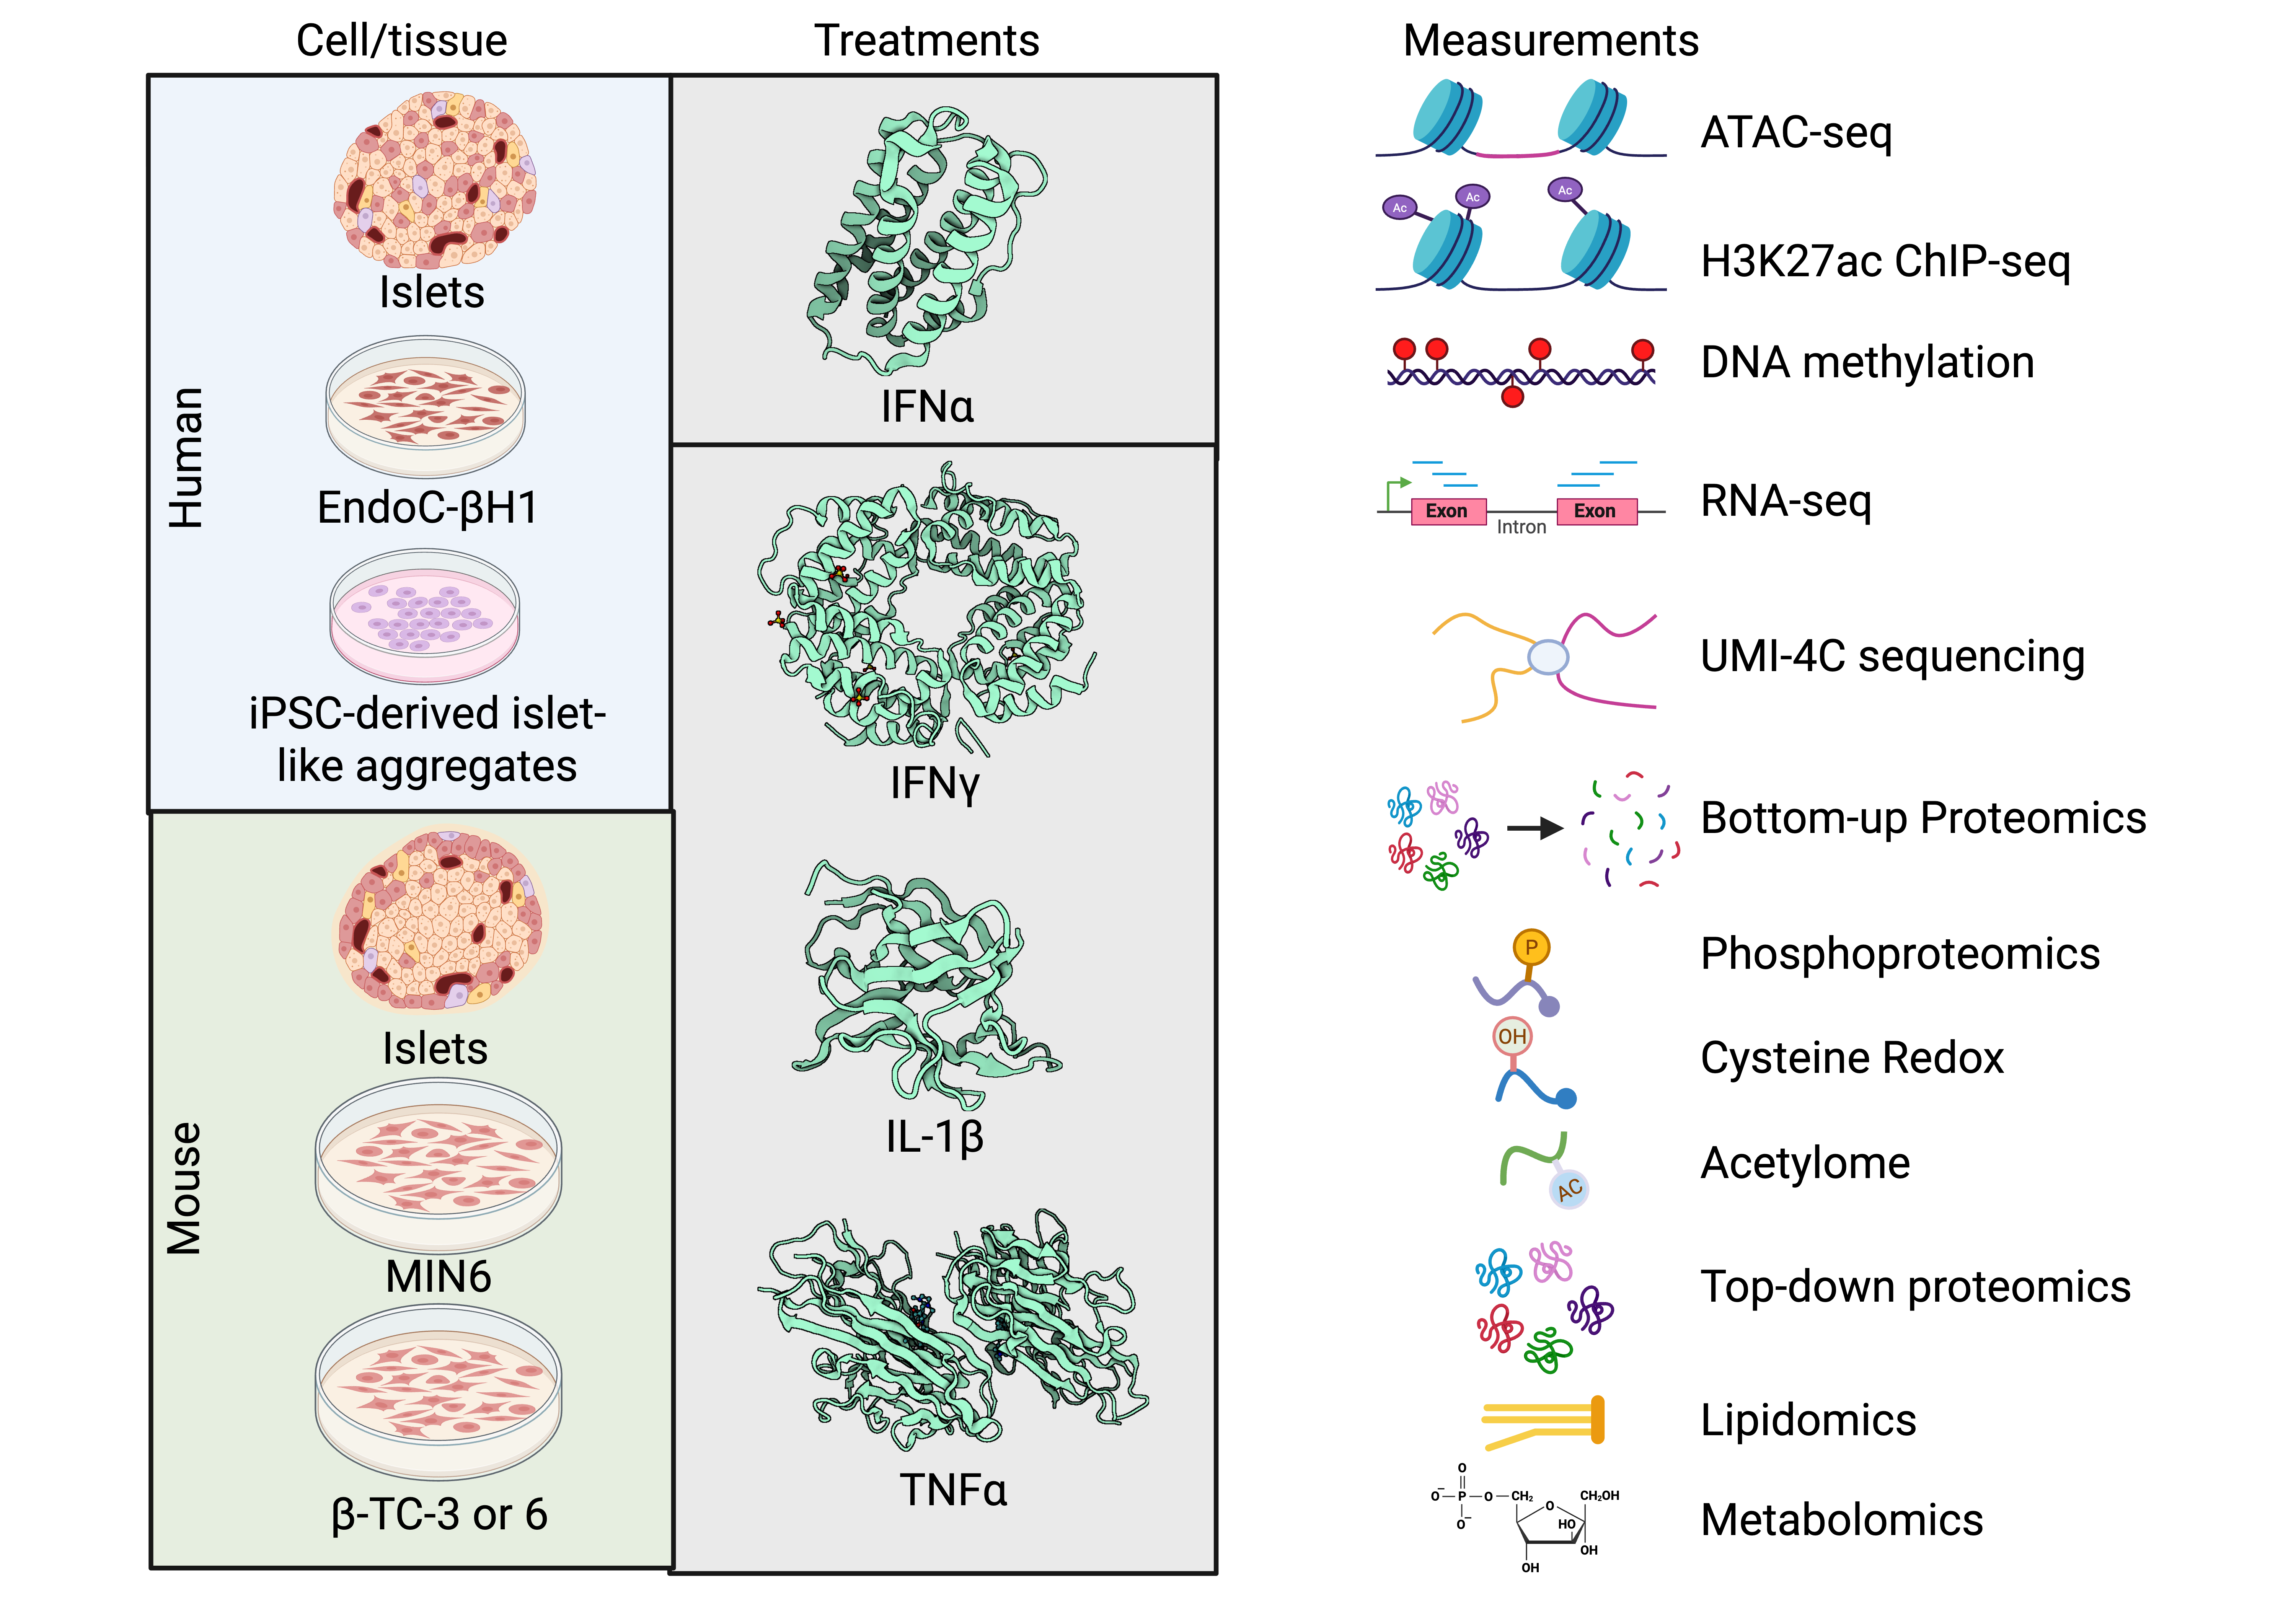 Cell/tissue
Treatments
Measurements
Human
Islets
EndoC-βH1
iPSC-derived islet-
like aggregates
Mouse
Islets
MIN6
β-TC-3 or 6
IFNα
IFNγ
IL-1β
TNFα
ATAC-seq
Ac
Ac
Ac
H3K27ac ChIP-seq
DNA methylation
Exon
Intron
Exon
RNA-seq
UMI-4C sequencing
Bottom-up Proteomics
P
Phosphoproteomics
OH
Cysteine Redox
AC
Acetylome
Top-down proteomics
Lipidomics
O
O⁻ P O CH₂ O CH₂OH
O⁻ HO
OH
OH
Metabolomics